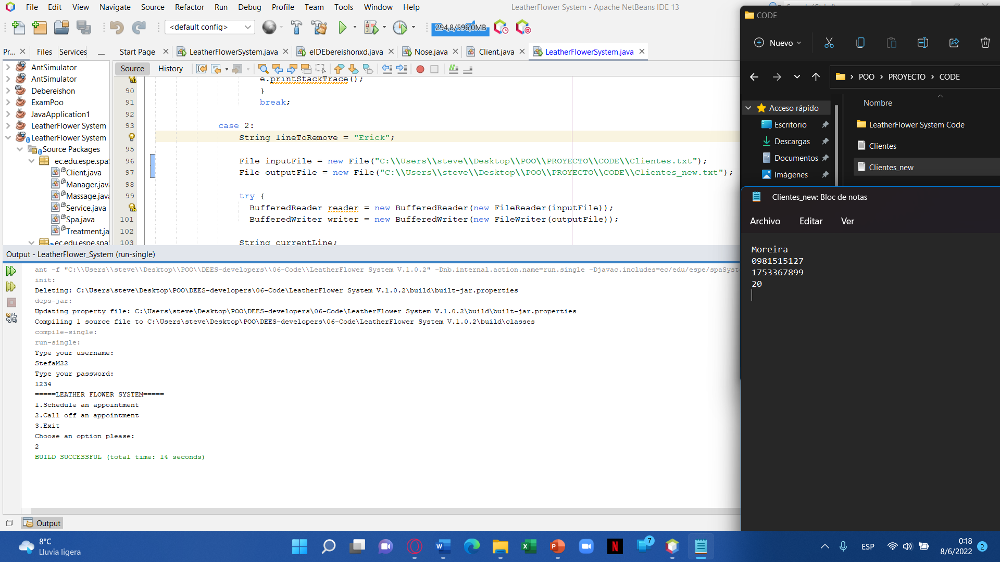 File Edit View Navigate Source Refactor Run Debug Profile Team Tools Window Help
LeatherFlower System - Apache NetBeans IDE 13
<default config>
294,8/596,0MB
Pr... Files Services
Start Page LeatherFlowerSystem.java elDEbereishonxd.java Nose.java Client.java LeatherFlowerSystem.java
Source History
AntSimulator
AntSimulator
Debereishon
ExamPoo
JavaApplication1
LeatherFlower System
LeatherFlower System
Source Packages
ec.edu.espe.spa
Client.java
Manager.java
Massage.java
Service.java
Spa.java
Treatment.ja
ec.edu.espe.spa
e.printStackTrace();
90 }
91 break;
92
93 case 2:
String lineToRemove = "Erick";
95
96 File inputFile = new File("C:\\Users\\steve\\Desktop\\POO\\PROYECTO\\CODE\\Clientes.txt");
97 File outputFile = new File("C:\\Users\\steve\\Desktop\\POO\\PROYECTO\\CODE\\Clientes_new.txt");
98
99 try {
BufferedReader reader = new BufferedReader(new FileReader(inputFile));
101 BufferedWriter writer = new BufferedWriter(new FileWriter(outputFile));
102
103 String currentLine;
Output - LeatherFlower_System (run-single)
ant -f "C:\\Users\\steve\\Desktop\\POO\\DEES-developers\\06-Code\\LeatherFlower System V.1.0.2" -Dnb.internal.action.name=run.single -Djavac.includes=ec/edu/espe/spaSyst
init:
Deleting: C:\Users\steve\Desktop\POO\DEES-developers\06-Code\LeatherFlower System V.1.0.2\build\built-jar.properties
deps-jar:
Updating property file: C:\Users\steve\Desktop\POO\DEES-developers\06-Code\LeatherFlower System V.1.0.2\build\built-jar.properties
Compiling 1 source file to C:\Users\steve\Desktop\POO\DEES-developers\06-Code\LeatherFlower System V.1.0.2\build\classes
compile-single:
run-single:
Type your username:
StefaM22
Type your password:
1234
=====LEATHER FLOWER SYSTEM=====
1.Schedule an appointment
2.Call off an appointment
3.Exit
Choose an option please:
2
BUILD SUCCESSFUL (total time: 14 seconds)
Output
CODE
Nuevo
POO > PROYECTO > CODE
Nombre
Acceso rápido
Escritorio
Descargas
Documentos
Imágenes
LeatherFlower System Code
Clientes
Clientes_new
Clientes_new: Bloc de notas
Archivo Editar Ver
Moreira
0981515127
1753367899
20
8°C
Lluvia ligera
7
ESP
0:18
8/6/2022
2